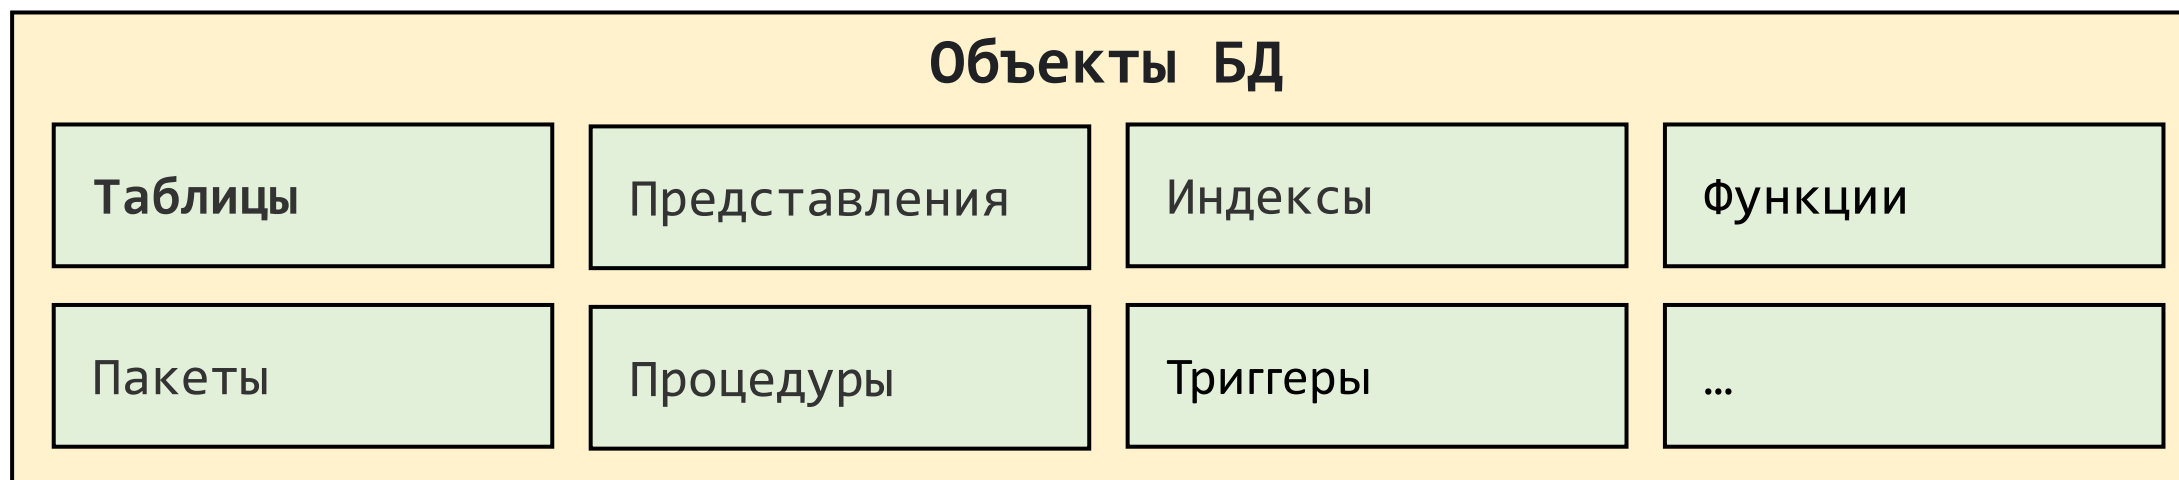 Объекты БД
Таблицы
Представления
Индексы
Функции
Пакеты
Процедуры
Триггеры
…